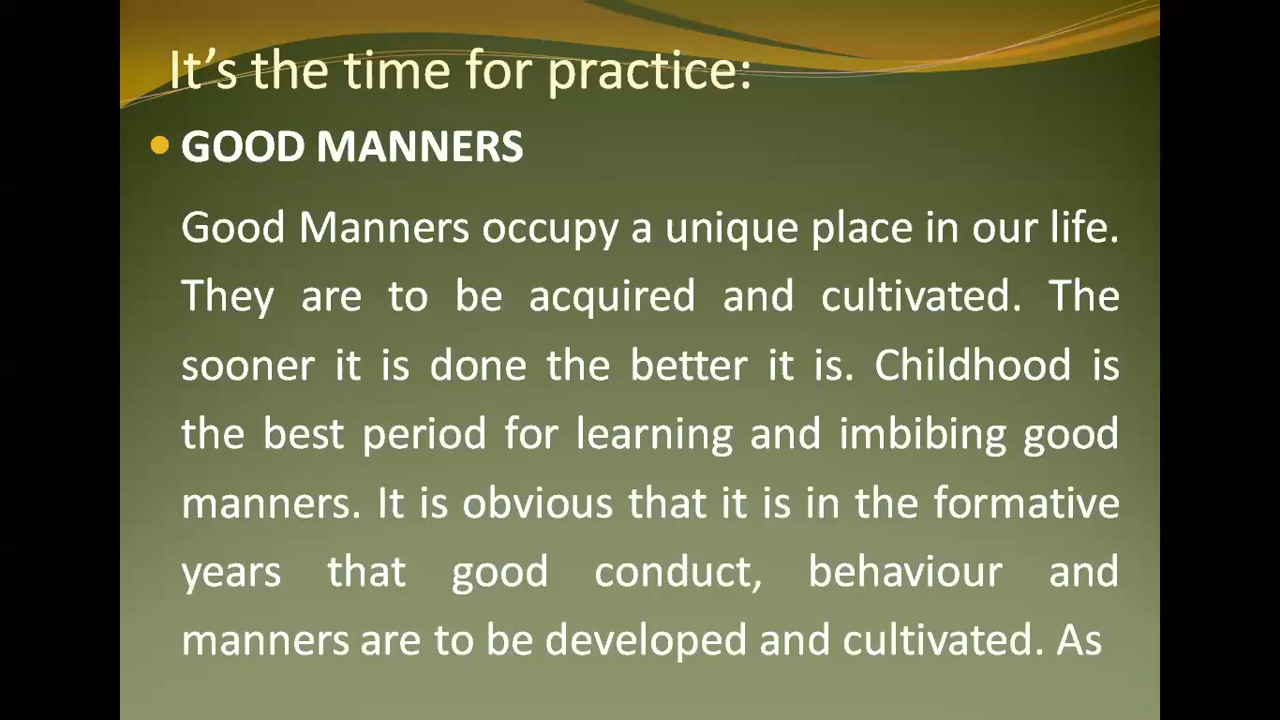 It’s the time for practice:
GOOD MANNERS
Good Manners occupy a unique place in our life.
They are to be acquired and cultivated. The
sooner it is done the better it is. Childhood is
the best period for learning and imbibing good
manners. It is obvious that it is in the formative
years that good conduct, behaviour and
manners are to be developed and cultivated. As